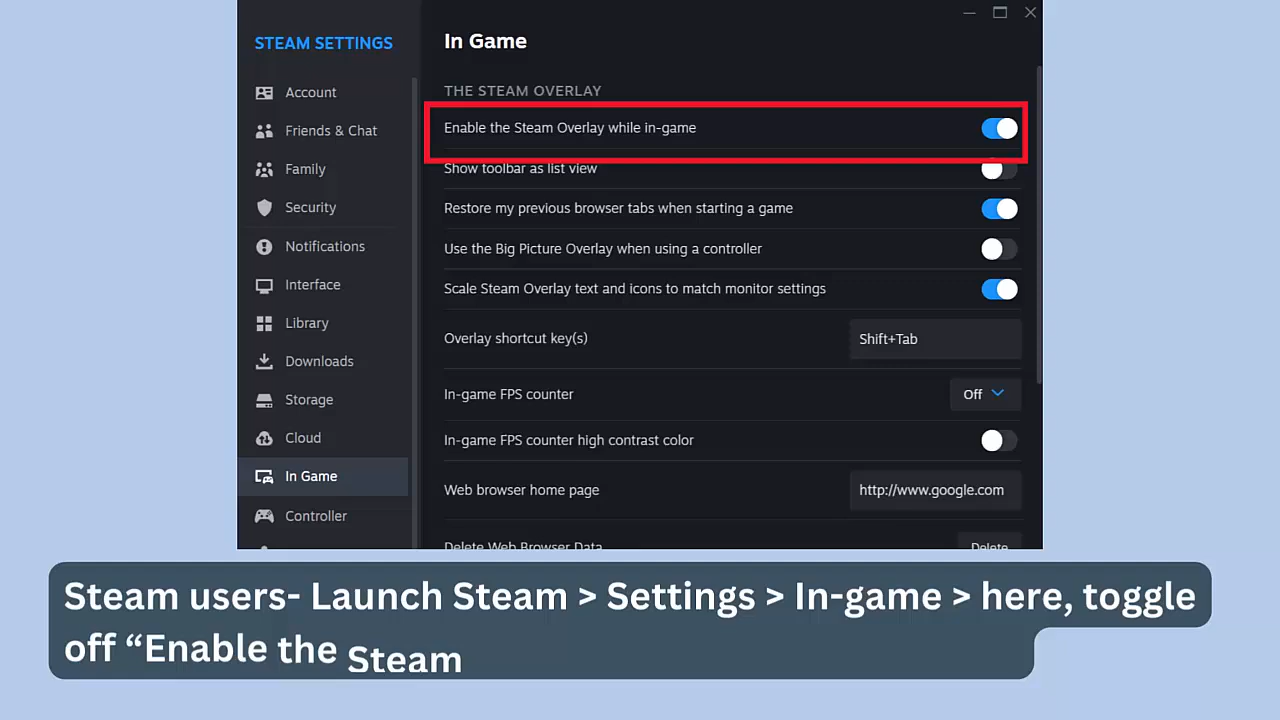 STEAM SETTINGS
Account
Friends & Chat
Family
Security
Notifications
Interface
Library
Downloads
Storage
Cloud
In Game
Controller
In Game
THE STEAM OVERLAY
Enable the Steam Overlay while in-game
Show toolbar as list view
Restore my previous browser tabs when starting a game
Use the Big Picture Overlay when using a controller
Scale Steam Overlay text and icons to match monitor settings
Overlay shortcut key(s) Shift+Tab
In-game FPS counter Off
In-game FPS counter high contrast color
Web browser home page http://www.google.com
Delete Web Browser Data Delete
Steam users- Launch Steam > Settings > In-game > here, toggle
off “Enable the Steam